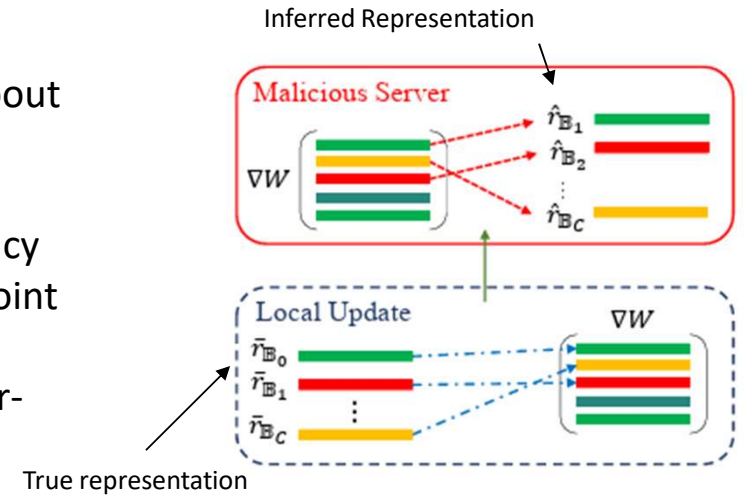 Inferred Representation
out
Malicious Server
r̂𝔹₁
r̂𝔹₂
⋮
r̂𝔹C
∇W
cy
oint
r-
Local Update
∇W
r̄𝔹₀
r̄𝔹₁
⋮
r̄𝔹C
True representation